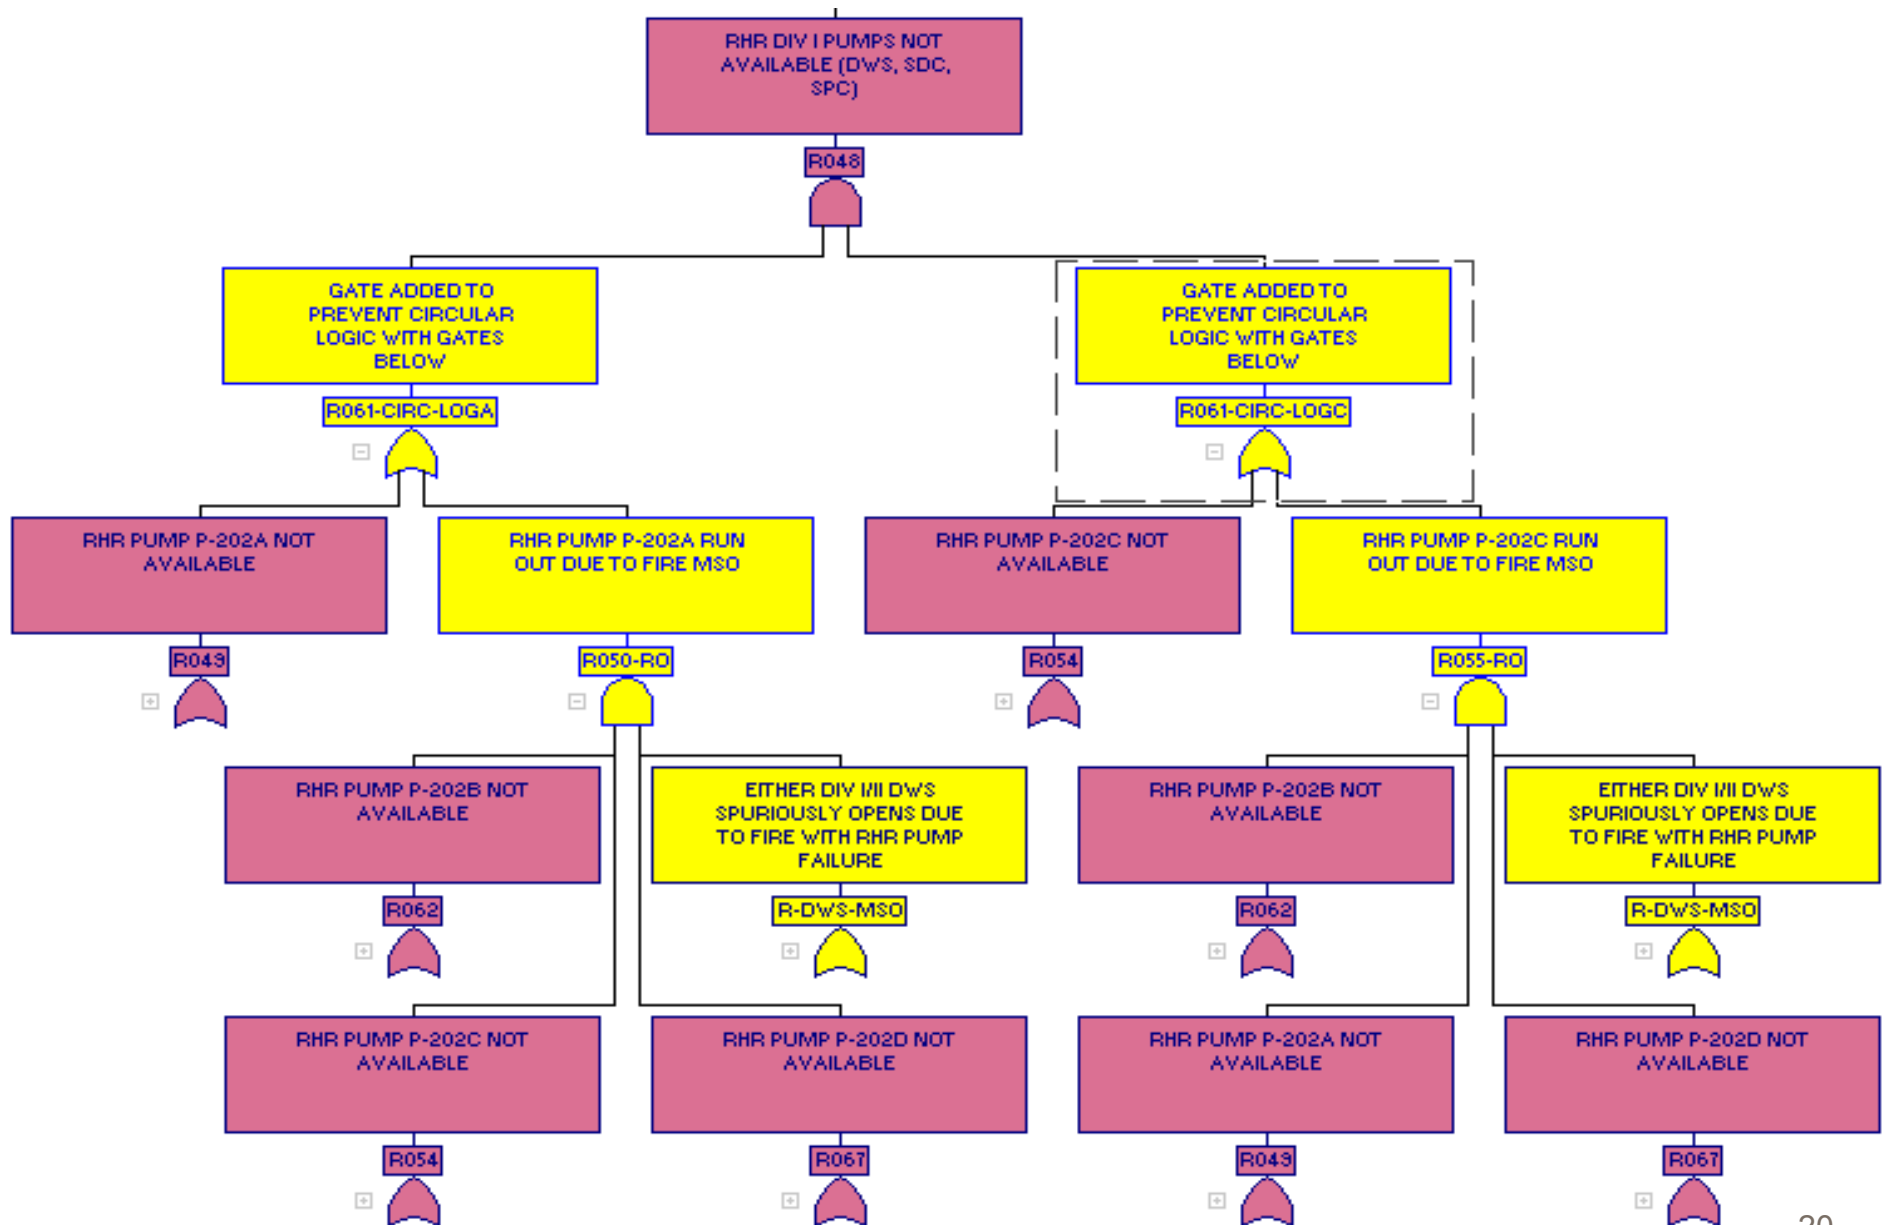 RHR DIV I PUMPS NOT
AVAILABLE (DWS, SDC,
SPC)
R048
GATE ADDED TO
PREVENT CIRCULAR
LOGIC WITH GATES
BELOW
R061-CIRC-LOGA
GATE ADDED TO
PREVENT CIRCULAR
LOGIC WITH GATES
BELOW
R061-CIRC-LOGC
RHR PUMP P-202A NOT
AVAILABLE
R049
RHR PUMP P-202A RUN
OUT DUE TO FIRE MSO
R050-RO
RHR PUMP P-202C NOT
AVAILABLE
R054
RHR PUMP P-202C RUN
OUT DUE TO FIRE MSO
R055-RO
RHR PUMP P-202B NOT
AVAILABLE
R062
EITHER DIV I/II DWS
SPURIOUSLY OPENS DUE
TO FIRE WITH RHR PUMP
FAILURE
R-DWS-MSO
RHR PUMP P-202B NOT
AVAILABLE
R062
EITHER DIV I/II DWS
SPURIOUSLY OPENS DUE
TO FIRE WITH RHR PUMP
FAILURE
R-DWS-MSO
RHR PUMP P-202C NOT
AVAILABLE
R054
RHR PUMP P-202D NOT
AVAILABLE
R067
RHR PUMP P-202A NOT
AVAILABLE
R049
RHR PUMP P-202D NOT
AVAILABLE
R067